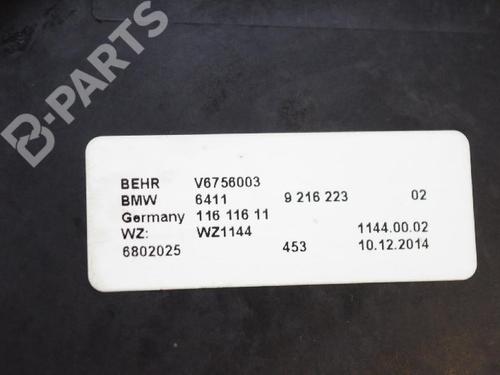 B-PARTS
BEHR V6756003
BMW 6411 9 216 223 02
Germany 116 116 11
WZ: WZ1144 1144.00.02
6802025 453 10.12.2014